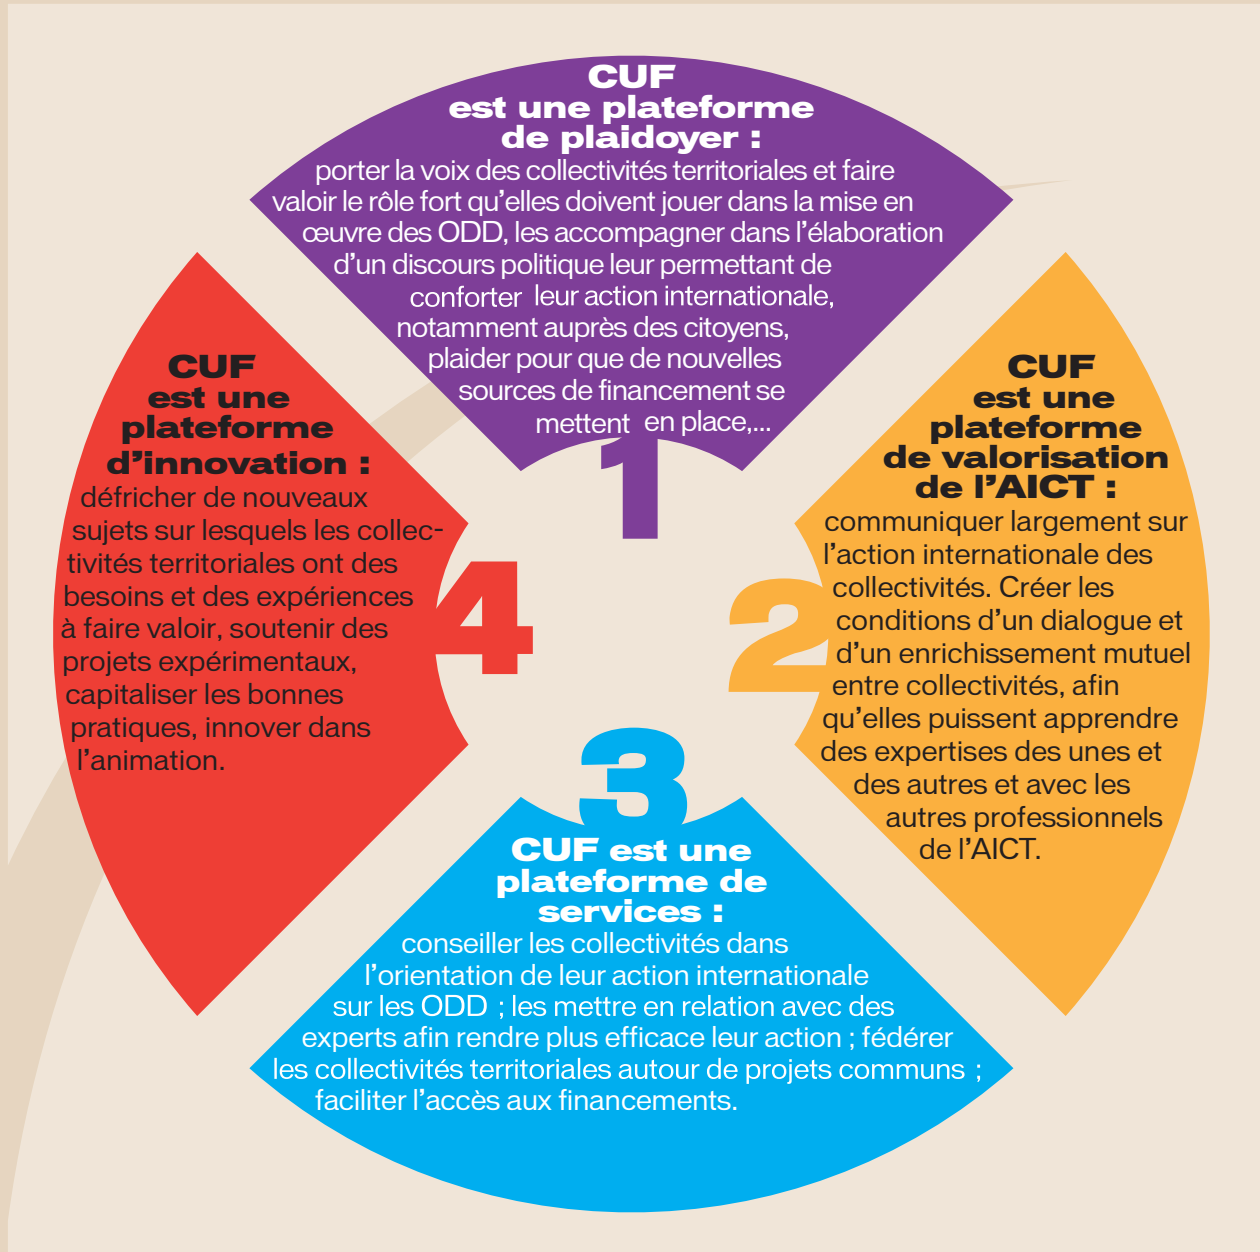 CUF
est une plateforme
de plaidoyer :
porter la voix des collectivités territoriales et faire
valoir le rôle fort qu’elles doivent jouer dans la mise en
œuvre des ODD, les accompagner dans l’élaboration
d’un discours politique leur permettant de
conforter leur action internationale,
notamment auprès des citoyens,
plaider pour que de nouvelles
sources de financement se
mettent en place,...
1
CUF
est une
plateforme
de valorisation
de l’AICT :
communiquer largement sur
l’action internationale des
collectivités. Créer les
conditions d’un dialogue et
d’un enrichissement mutuel
entre collectivités, afin
qu’elles puissent apprendre
des expertises des unes et
des autres et avec les
autres professionnels
de l’AICT.
2
3
CUF est une
plateforme de
services :
conseiller les collectivités dans
l’orientation de leur action internationale
sur les ODD ; les mettre en relation avec des
experts afin rendre plus efficace leur action ; fédérer
les collectivités territoriales autour de projets communs ;
faciliter l’accès aux financements.
CUF
est une
plateforme
d’innovation :
défricher de nouveaux
sujets sur lesquels les collec-
tivités territoriales ont des
besoins et des expériences
à faire valoir, soutenir des
projets expérimentaux,
capitaliser les bonnes
pratiques, innover dans
l’animation.
4